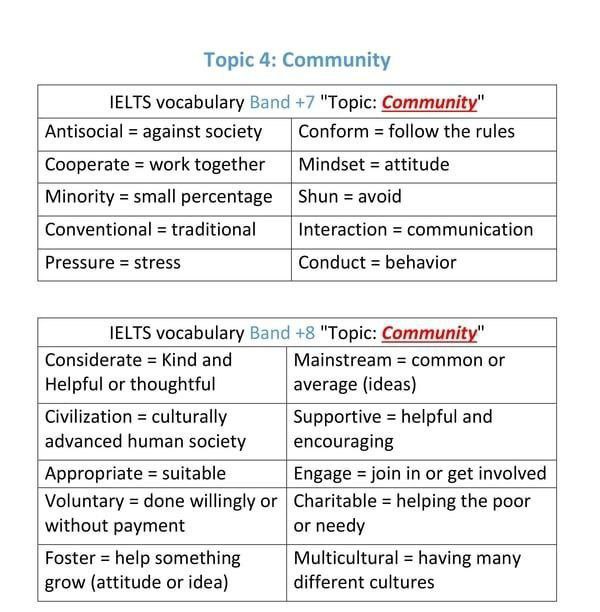 Topic 4: Community
IELTS vocabulary Band +7 "Topic: Community"
Antisocial = against society
Conform = follow the rules
Cooperate = work together
Mindset = attitude
Minority = small percentage
Shun = avoid
Conventional = traditional
Interaction = communication
Pressure = stress
Conduct = behavior
IELTS vocabulary Band +8 "Topic: Community"
Considerate = Kind and
Helpful or thoughtful
Mainstream = common or
average (ideas)
Civilization = culturally
advanced human society
Supportive = helpful and
encouraging
Appropriate = suitable
Engage = join in or get involved
Voluntary = done willingly or
without payment
Charitable = helping the poor
or needy
Foster = help something
grow (attitude or idea)
Multicultural = having many
different cultures